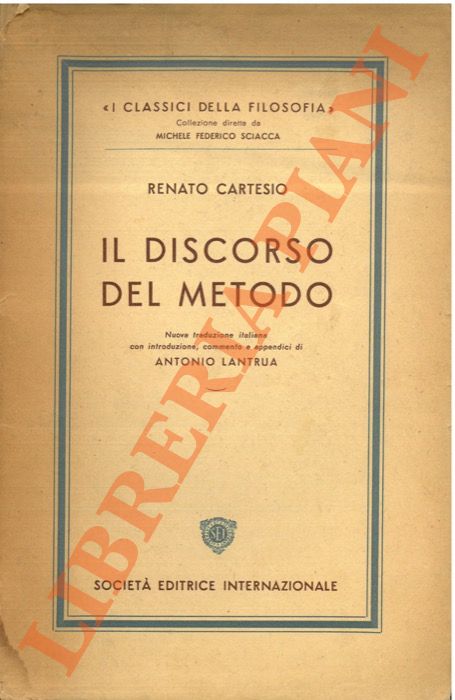 « I CLASSICI DELLA FILOSOFIA »
Collezione diretta da
MICHELE FEDERICO SCIACCA
RENATO CARTESIO
IL DISCORSO
DEL METODO
Nuova traduzione italiana
con introduzione, commento e appendici di
ANTONIO LANTRUA
SEI
SOCIETÀ EDITRICE INTERNAZIONALE
LIBRERIA PIANI